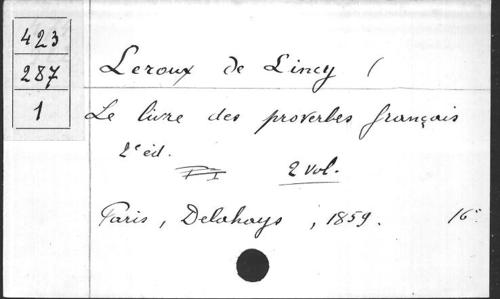 423
287
1
Leroux de Lincy (
Le livre des proverbes français
2e éd.
2 vol.
Paris, Delahays, 1859. 16°